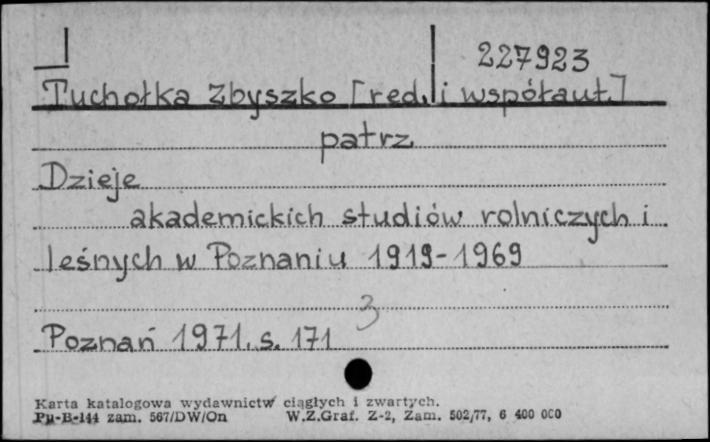 227923
Tuchołka Zbyszko [red. i współaut.]
patrz
Dzieje
akademickich studiów rolniczych i
leśnych w Poznaniu 1919-1969
3
Poznań 1971. s. 171
Karta katalogowa wydawnictw ciągłych i zwartych.
Pu-B-144 zam. 567/DW/On W.Z.Graf. Z-2, Zam. 502/77, 6 400 000